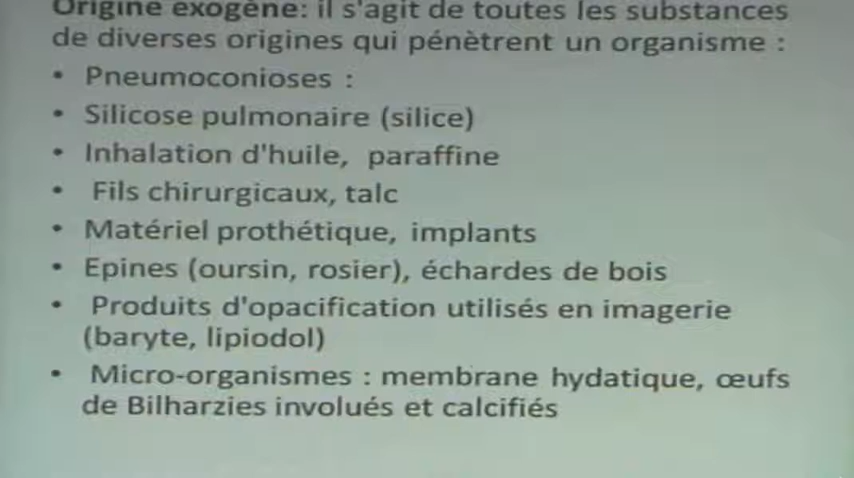 Origine exogène: il s'agit de toutes les substances
de diverses origines qui pénètrent un organisme :
• Pneumoconioses :
• Silicose pulmonaire (silice)
• Inhalation d'huile, paraffine
• Fils chirurgicaux, talc
• Matériel prothétique, implants
• Epines (oursin, rosier), échardes de bois
• Produits d'opacification utilisés en imagerie
(baryte, lipiodol)
• Micro-organismes : membrane hydatique, œufs
de Bilharzies involués et calcifiés